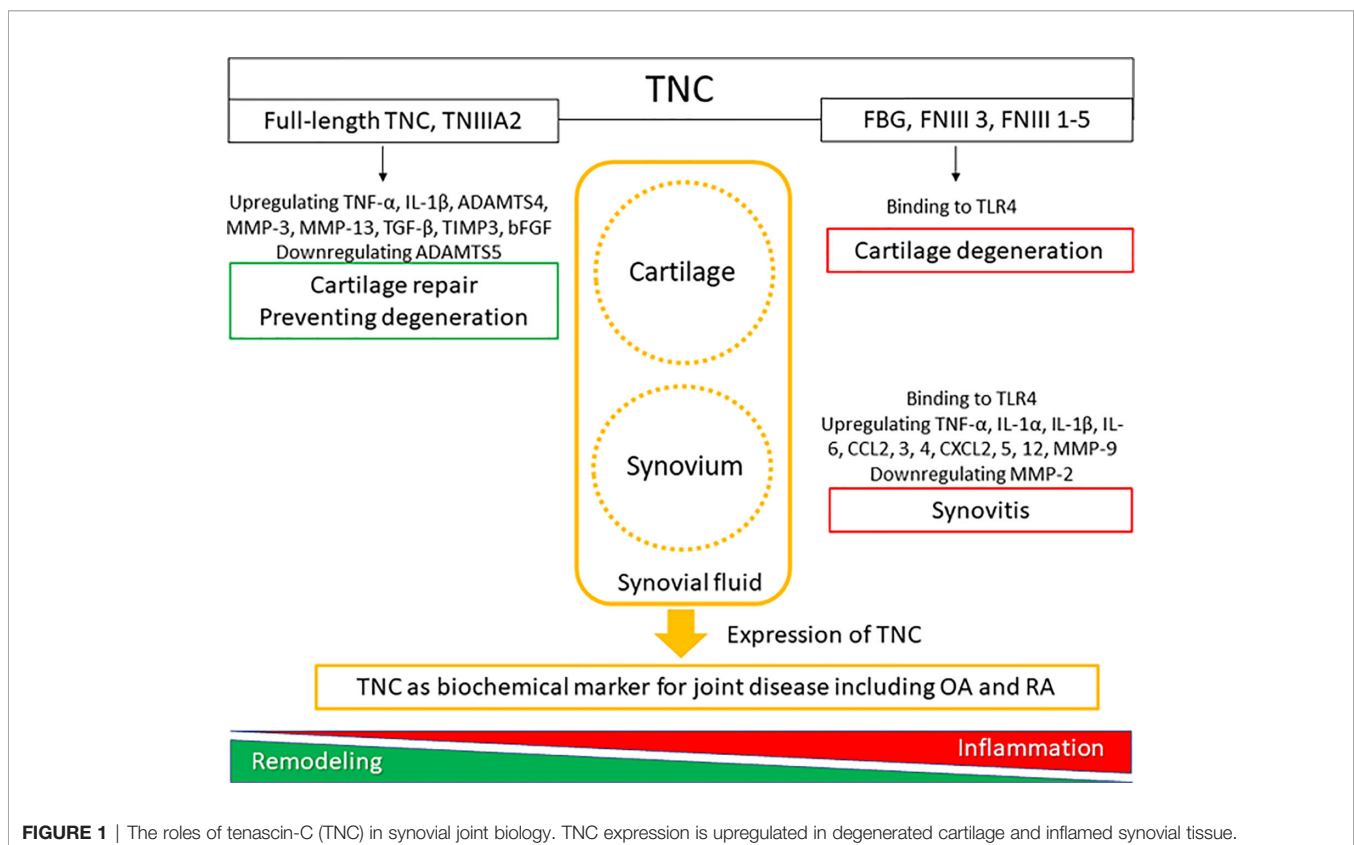 TNC
Full-length TNC, TNIIIA2
FBG, FNIII 3, FNIII 1-5
Upregulating TNF-α, IL-1β, ADAMTS4,
MMP-3, MMP-13, TGF-β, TIMP3, bFGF
Downregulating ADAMTS5
Cartilage repair
Preventing degeneration
Binding to TLR4
Cartilage degeneration
Cartilage
Synovium
Synovial fluid
Binding to TLR4
Upregulating TNF-α, IL-1α, IL-1β, IL-
6, CCL2, 3, 4, CXCL2, 5, 12, MMP-9
Downregulating MMP-2
Synovitis
Expression of TNC
TNC as biochemical marker for joint disease including OA and RA
Inflammation
Remodeling
FIGURE 1 | The roles of tenascin-C (TNC) in synovial joint biology. TNC expression is upregulated in degenerated cartilage and inflamed synovial tissue.